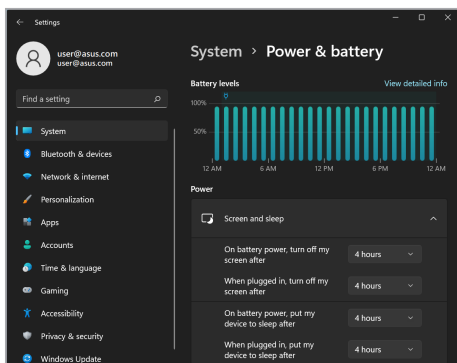 Settings
user@asus.com
user@asus.com
Find a setting
System
Bluetooth & devices
Network & internet
Personalization
Apps
Accounts
Time & language
Gaming
Accessibility
Privacy & security
Windows Update
System > Power & battery
Battery levels View detailed info
100%
50%
12 AM 6 AM 12 PM 6 PM 12 AM
Power
Screen and sleep
On battery power, turn off my
screen after
4 hours
When plugged in, turn off my
screen after
4 hours
On battery power, put my
device to sleep after
4 hours
When plugged in, put my
device to sleep after
4 hours